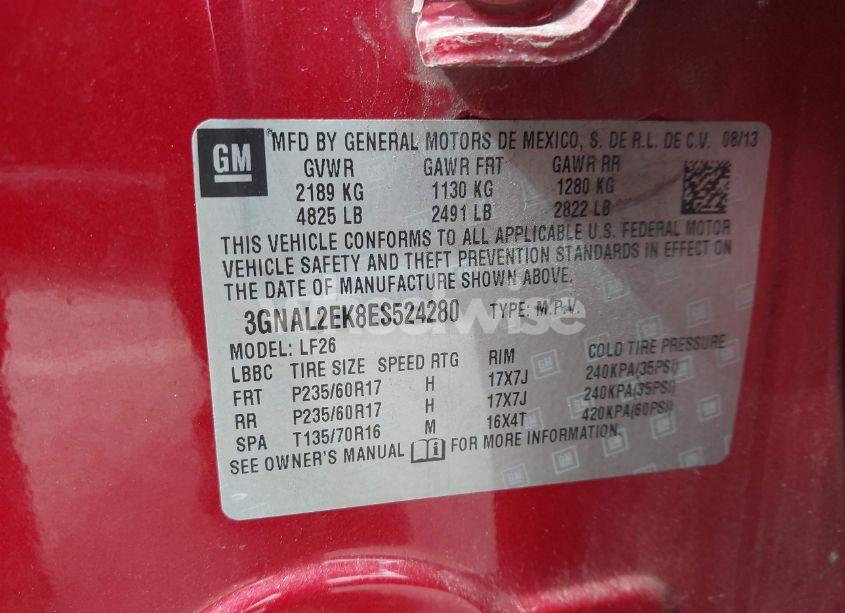 GM
MFD BY GENERAL MOTORS DE MEXICO, S. DE R.L. DE C.V. 08/13
GVWR GAWR FRT GAWR RR
2189 KG 1130 KG 1280 KG
4825 LB 2491 LB 2822 LB
THIS VEHICLE CONFORMS TO ALL APPLICABLE U.S. FEDERAL MOTOR
VEHICLE SAFETY AND THEFT PREVENTION STANDARDS IN EFFECT ON
THE DATE OF MANUFACTURE SHOWN ABOVE.
3GNAL2EK8ES524280 TYPE: M.P.V.
MODEL: LF26
LBBC TIRE SIZE SPEED RTG RIM COLD TIRE PRESSURE
FRT P235/60R17 H 17X7J 240KPA(35PSI)
RR P235/60R17 H 17X7J 240KPA(35PSI)
SPA T135/70R16 M 16X4T 420KPA(60PSI)
SEE OWNER'S MANUAL FOR MORE INFORMATION.